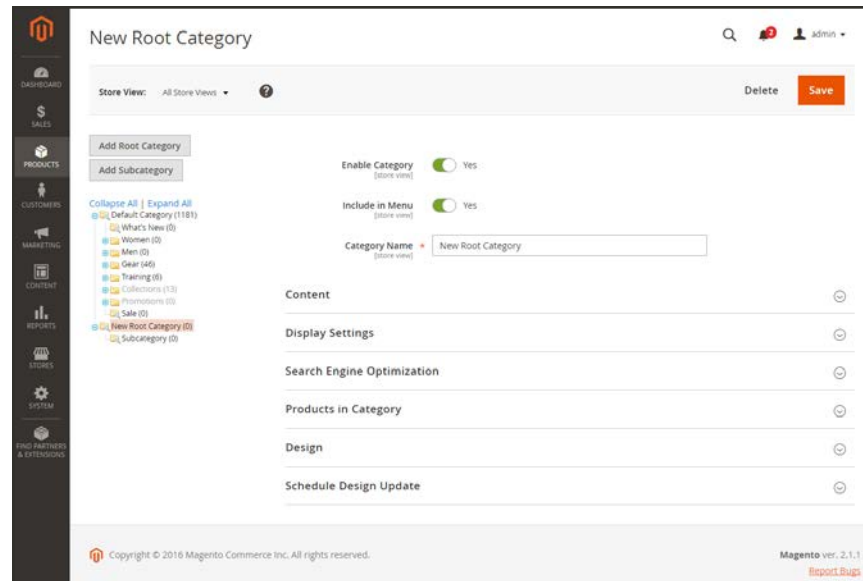 New Root Category
2
admin
DASHBOARD
SALES
PRODUCTS
CUSTOMERS
MARKETING
CONTENT
REPORTS
STORES
SYSTEM
FIND PARTNERS
& EXTENSIONS
Store View: All Store Views ?
Delete Save
Add Root Category
Add Subcategory
Collapse All | Expand All
Default Category (1181)
What's New (0)
Women (0)
Men (0)
Gear (46)
Training (6)
Collections (13)
Promotions (0)
Sale (0)
New Root Category (0)
Subcategory (0)
Enable Category Yes
[store view]
Include in Menu Yes
[store view]
Category Name * New Root Category
[store view]
Content
Display Settings
Search Engine Optimization
Products in Category
Design
Schedule Design Update
Copyright © 2016 Magento Commerce Inc. All rights reserved.
Magento ver. 2.1.1
Report Bugs